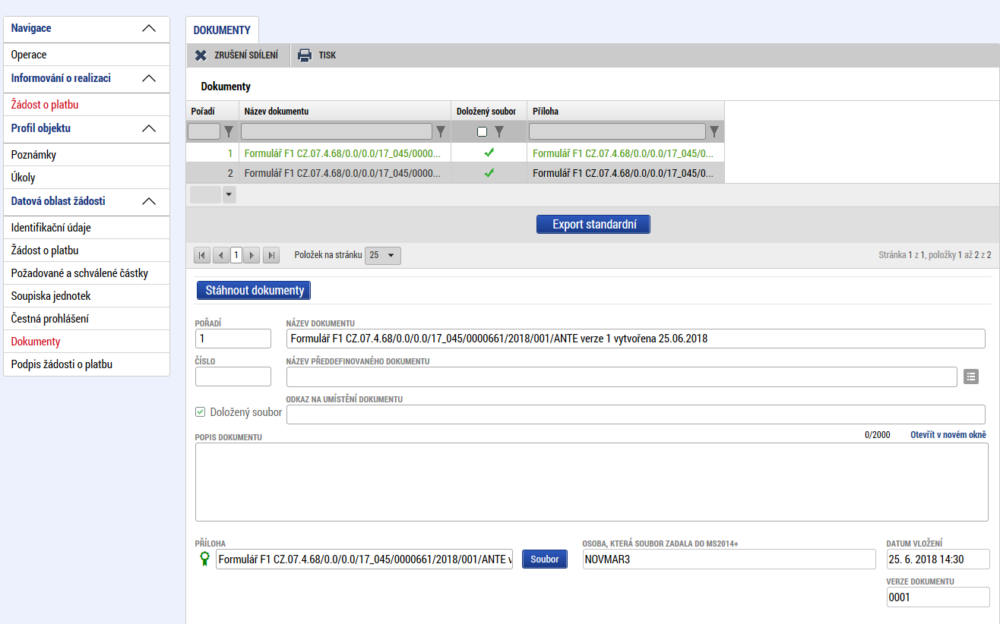 Navigace
Operace
Informování o realizaci
Žádost o platbu
Profil objektu
Poznámky
Úkoly
Datová oblast žádosti
Identifikační údaje
Žádost o platbu
Požadované a schválené částky
Soupiska jednotek
Čestná prohlášení
Dokumenty
Podpis žádosti o platbu
DOKUMENTY
ZRUŠENÍ SDÍLENÍ TISK
Dokumenty
Pořadí Název dokumentu Doložený soubor Příloha
1 Formulář F1 CZ.07.4.68/0.0/0.0/17_045/0000... Formulář F1 CZ.07.4.68/0.0/0.0/17_045/0...
2 Formulář F1 CZ.07.4.68/0.0/0.0/17_045/0000... Formulář F1 CZ.07.4.68/0.0/0.0/17_045/0...
Export standardní
1 Položek na stránku 25 Stránka 1 z 1, položky 1 až 2 z 2
Stáhnout dokumenty
POŘADÍ NÁZEV DOKUMENTU
1 Formulář F1 CZ.07.4.68/0.0/0.0/17_045/0000661/2018/001/ANTE verze 1 vytvořena 25.06.2018
ČÍSLO NÁZEV PŘEDDEFINOVANÉHO DOKUMENTU
ODKAZ NA UMÍSTĚNÍ DOKUMENTU
Doložený soubor
POPIS DOKUMENTU 0/2000 Otevřít v novém okně
PŘÍLOHA OSOBA, KTERÁ SOUBOR ZADALA DO MS2014+ DATUM VLOŽENÍ
Formulář F1 CZ.07.4.68/0.0/0.0/17_045/0000661/2018/001/ANTE v Soubor NOVMAR3 25. 6. 2018 14:30
VERZE DOKUMENTU
0001